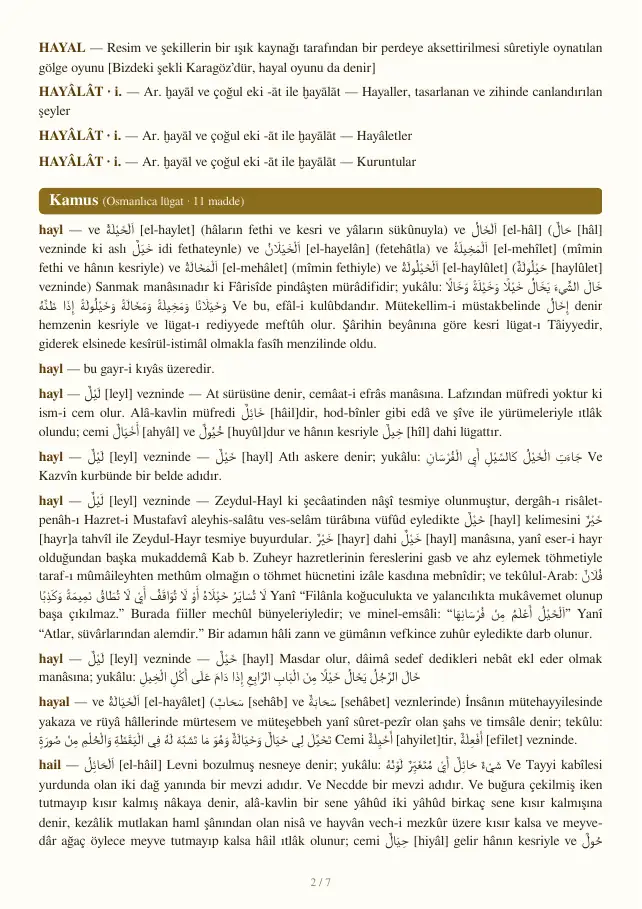 HAYAL — Resim ve şekillerin bir ışık kaynağı tarafından bir perdeye aksettirilmesi sûretiyle oynatılan
gölge oyunu [Bizdeki şekli Karagöz’dür, hayal oyunu da denir]
HAYÂLÂT · i. — Ar. ḫayāl ve çoğul eki -āt ile ḫayālāt — Hayaller, tasarlanan ve zihinde canlandırılan
şeyler
HAYÂLÂT · i. — Ar. ḫayāl ve çoğul eki -āt ile ḫayālāt — Hayâletler
HAYÂLÂT · i. — Ar. ḫayāl ve çoğul eki -āt ile ḫayālāt — Kuruntular
Kamus (Osmanlıca lügat · 11 madde)
hayl — ve اَلْخَيْلَةُ [el-haylet] (hâların fethi ve kesri ve yâların sükûnuyla) ve اَلْخَالُ [el-hâl] (حَالٌ [hâl]
vezninde ki aslı خَيَلٌ idi fethateynle) ve اَلْخَيَلَانُ [el-hayelân] (fetehâtla) ve اَلْمَخِيلَةُ [el-mehîlet] (mîmin
fethi ve hânın kesriyle) ve اَلْمَخَالَةُ [el-mehâlet] (mîmin fethiyle) ve اَلْخَيْلُولَةُ [el-haylûlet] (حَيْلُولَةٌ [haylûlet]
vezninde) Sanmak manâsınadır ki Fârisîde pindâşten mürâdifidir; yukâlu: خَالَ الشَّيءَ يَخَالُ خَيْلًا وَخَيْلَةً وَخَالًا
وَخَيَلَانًا وَمَخِيلَةً وَمَخَالَةً وَخَيْلُولَةً إِذَا ظَنَّهُ Ve bu, efâl-i kulûbdandır. Mütekellim-i müstakbelinde إِخَالُ denir
hemzenin kesriyle ve lügat-ı rediyyede meftûh olur. Şârihin beyânına göre kesri lügat-ı Tâiyyedir,
giderek elsinede kesîrül-istimâl olmakla fasîh menzilinde oldu.
hayl — bu gayr-i kıyâs üzeredir.
hayl — لَيْلٌ [leyl] vezninde — At sürüsüne denir, cemâat-i efrâs manâsına. Lafzından müfredi yoktur ki
ism-i cem olur. Alâ-kavlin müfredi خَائِلٌ [hâil]dir, hod-bînler gibi edâ ve şîve ile yürümeleriyle ıtlâk
olundu; cemi أَخْيَالٌ [ahyâl] ve خُيُولٌ [huyûl]dur ve hânın kesriyle خِيلٌ [hîl] dahi lügattır.
hayl — لَيْلٌ [leyl] vezninde — خَيْلٌ [hayl] Atlı askere denir; yukâlu: جَاءَتِ الْخَيْلُ كَالسَّيْلِ أَيِ الْفُرْسَانِ Ve
Kazvîn kurbünde bir belde adıdır.
hayl — لَيْلٌ [leyl] vezninde — Zeydul-Hayl ki şecâatinden nâşî tesmiye olunmuştur, dergâh-ı risâlet-
penâh-ı Hazret-i Mustafavî aleyhis-salâtu ves-selâm türâbına vüfûd eyledikte خَيْلٌ [hayl] kelimesini خَيْرٌ
[hayr]a tahvîl ile Zeydul-Hayr tesmiye buyurdular. خَيْرٌ [hayr] dahi خَيْلٌ [hayl] manâsına, yanî eser-i hayr
olduğundan başka mukaddemâ Kab b. Zuheyr hazretlerinin fereslerini gasb ve ahz eylemek töhmetiyle
taraf-ı mûmâileyhten methûm olmağın o töhmet hücnetini izâle kasdına mebnîdir; ve tekûlul-Arab: فُلَانٌ
لَا تُسَايَرُ خَيْلَاهُ أَوْ لَا تُوَاقَفُ أَيْ لَا تُطَاقُ نَمِيمَةً وَكَذِبًا Yanî “Filânla koğuculukta ve yalancılıkta mukâvemet olunup
başa çıkılmaz.” Burada fiiller mechûl bünyeleriyledir; ve minel-emsâli: “اَلْخَيْلُ أَعْلَمُ مِنْ فُرْسَانِهَا” Yanî
“Atlar, süvârlarından alemdir.” Bir adamın hâli zann ve gümânın vefkince zuhûr eyledikte darb olunur.
hayl — لَيْلٌ [leyl] vezninde — خَيْلٌ [hayl] Masdar olur, dâimâ sedef dedikleri nebât ekl eder olmak
manâsına; yukâlu: خَالَ الرَّجُلُ يَخَالُ خَيْلًا مِنَ الْبَابِ الرَّابِعِ إِذَا دَامَ عَلَى أَكْلِ الْخَيلِ
hayal — ve اَلْخَيَالَةُ [el-hayâlet] (سَحَابٌ [sehâb] ve سَحَابَةٌ [sehâbet] veznlerinde) İnsânın mütehayyilesinde
yakaza ve rüyâ hâllerinde mürtesem ve müteşebbeh yanî sûret-pezîr olan şahs ve timsâle denir; tekûlu:
تَخَيَّلَ لِي خَيَالٌ وَخَيَالَةٌ وَهُوَ مَا تَشَبَّهَ لَهُ فِي الْيَقَظَةِ وَالْحُلْمِ مِنْ صُورَةٍ Cemi أَخْيِلَةٌ [ahyilet]tir, أَفْعِلَةٌ [efilet] vezninde.
hail — اَلْخَائِلُ [el-hâil] Levni bozulmuş nesneye denir; yukâlu: شَيْءٌ حَائِلٌ أَيْ مُتَغَيِّرٌ لَوْنُهُ Ve Tayyi kabîlesi
yurdunda olan iki dağ yanında bir mevzi adıdır. Ve Necdde bir mevzi adıdır. Ve buğura çekilmiş iken
tutmayıp kısır kalmış nâkaya denir, alâ-kavlin bir sene yâhûd iki yâhûd birkaç sene kısır kalmışına
denir, kezâlik mutlakan haml şânından olan nisâ ve hayvân vech-i mezkûr üzere kısır kalsa ve meyve-
dâr ağaç öylece meyve tutmayıp kalsa hâil ıtlâk olunur; cemi حِيَالٌ [hiyâl] gelir hânın kesriyle ve حُولٌ
2 / 7